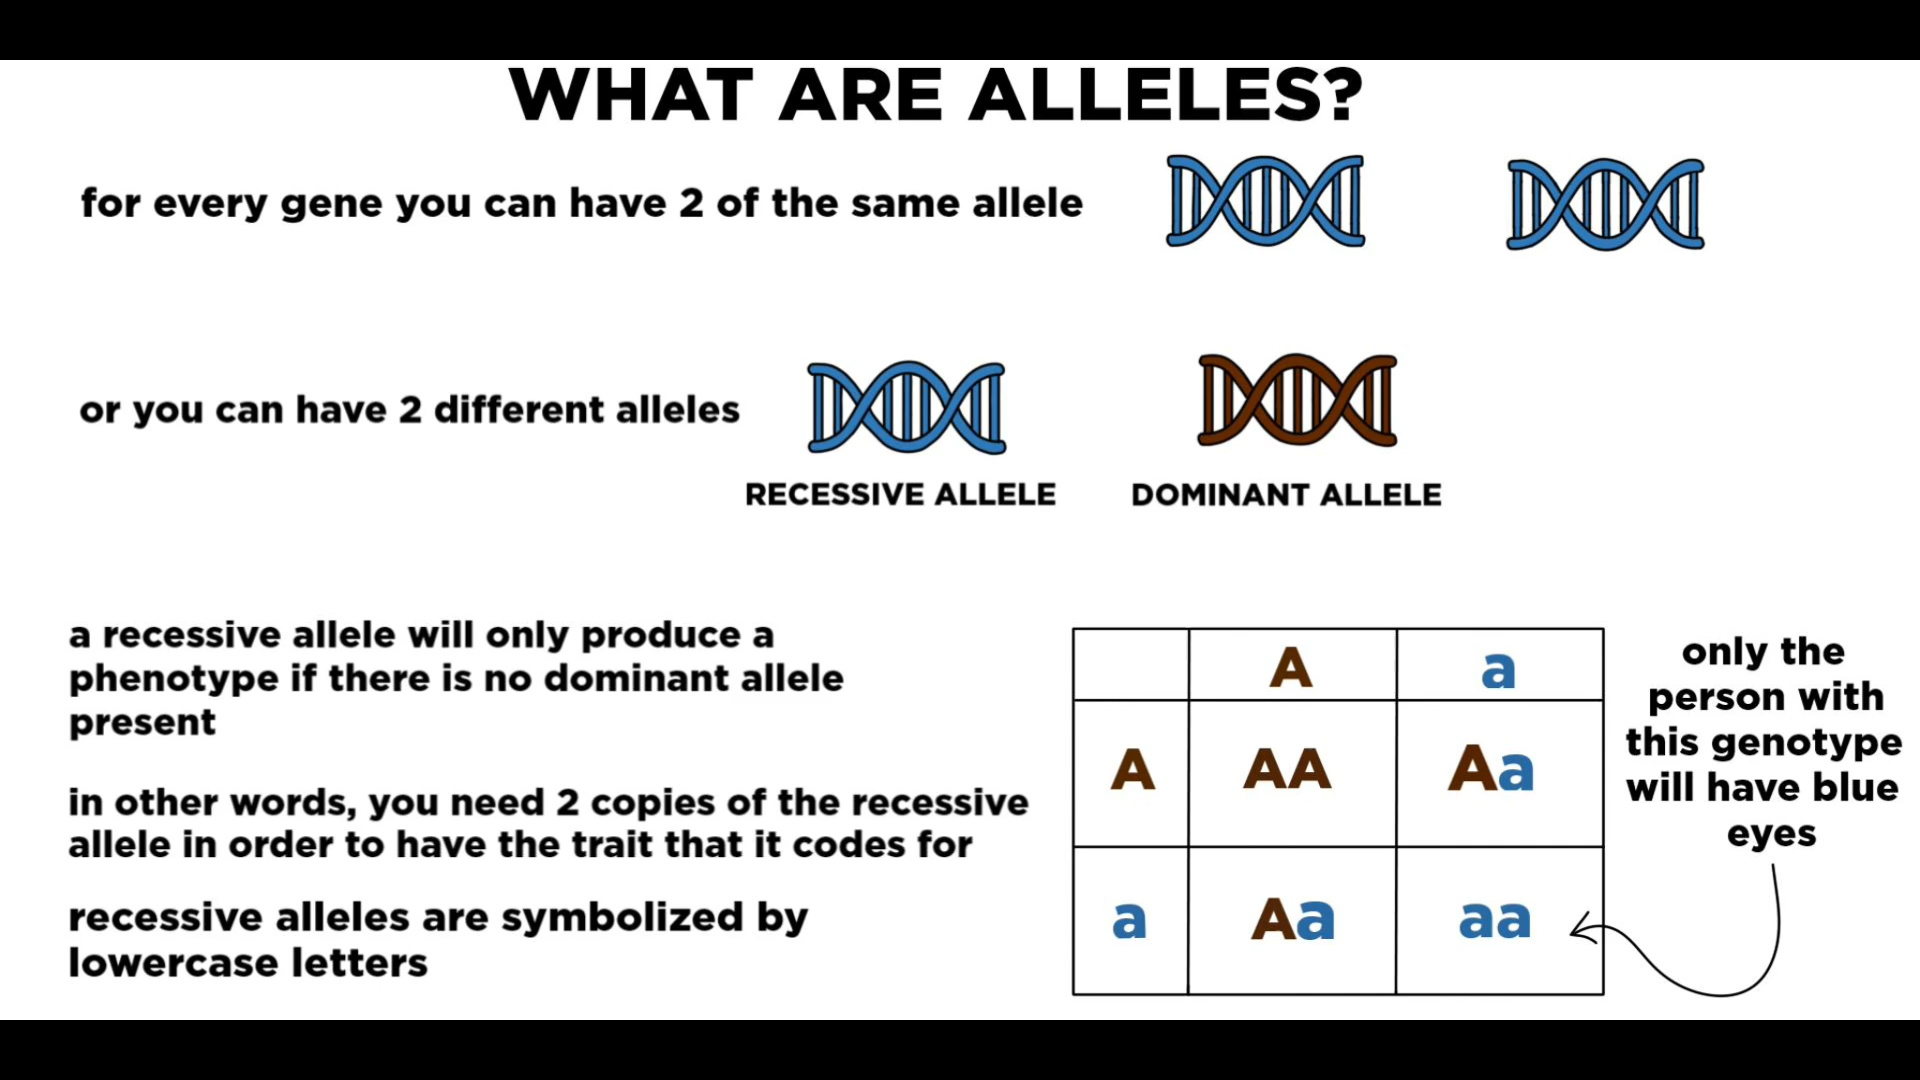 WHAT ARE ALLELES?
for every gene you can have 2 of the same allele
or you can have 2 different alleles
RECESSIVE ALLELE
DOMINANT ALLELE
a recessive allele will only produce a
phenotype if there is no dominant allele
present
in other words, you need 2 copies of the recessive
allele in order to have the trait that it codes for
recessive alleles are symbolized by
lowercase letters
A a
A AA Aa
a Aa aa
only the
person with
this genotype
will have blue
eyes